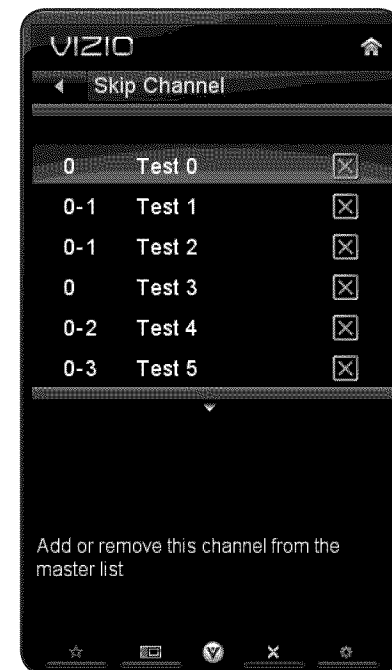 VIZIO
Skip Channel
0 Test 0
0-1 Test 1
0-1 Test 2
0 Test 3
0-2 Test 4
0-3 Test 5
Add or remove this channel from the
master list
V